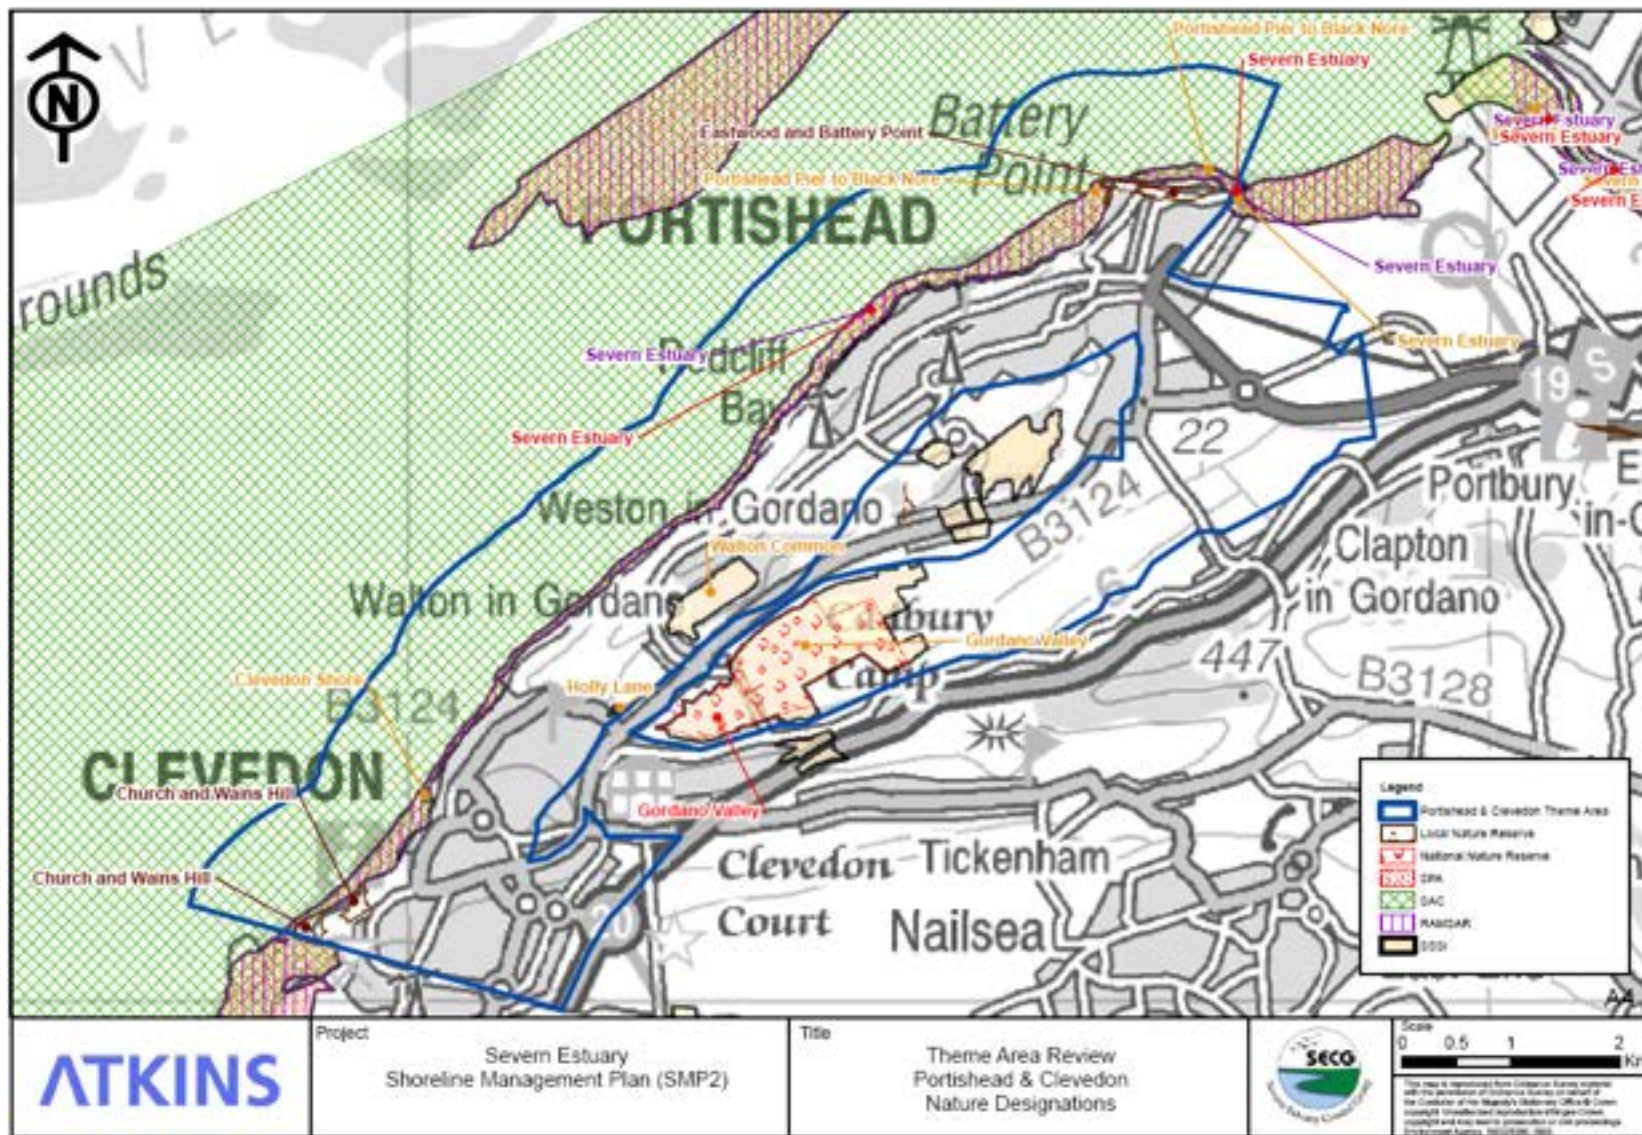 N
Portishead Pier to Black Nore
Severn Estuary
Battery
Point
Eastwood and Battery Point
Severn Estuary
Severn Estuary
Portishead Pier to Black Nore
PORTISHEAD
Severn Estuary
rounds
Severn Estuary
Redcliff
Bay
Severn Estuary
Severn Estuary
19
S
22
Weston in Gordano
B3124
Portbury
Clapton
in Gordano
Walton Common
Walton in Gordano
6
Cadbury
Camp
Gordano Valley
447
B3128
Clevedon Shore
B3124
Holly Lane
CLEVEDON
Church and Wains Hill
Gordano Valley
Church and Wains Hill
Clevedon
Court
Tickenham
Nailsea
20
Legend
Portishead & Clevedon Theme Area
Local Nature Reserve
National Nature Reserve
SPA
SAC
RAMSAR
SSSI
A4
ATKINS
Project
Severn Estuary
Shoreline Management Plan (SMP2)
Title
Theme Area Review
Portishead & Clevedon
Nature Designations
SECG
Scale
0 0.5 1 2